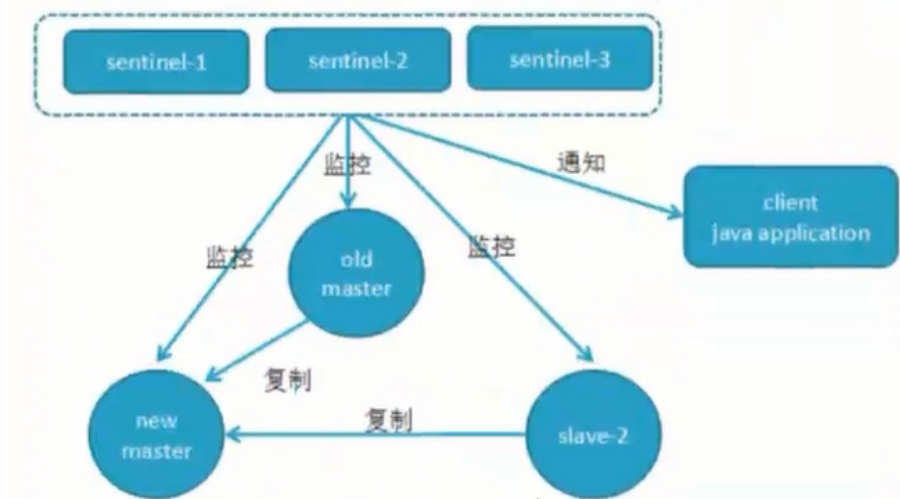 sentinel-1
sentinel-2
sentinel-3
监控
通知
client
java application
监控
监控
old
master
复制
复制
new
master
slave-2